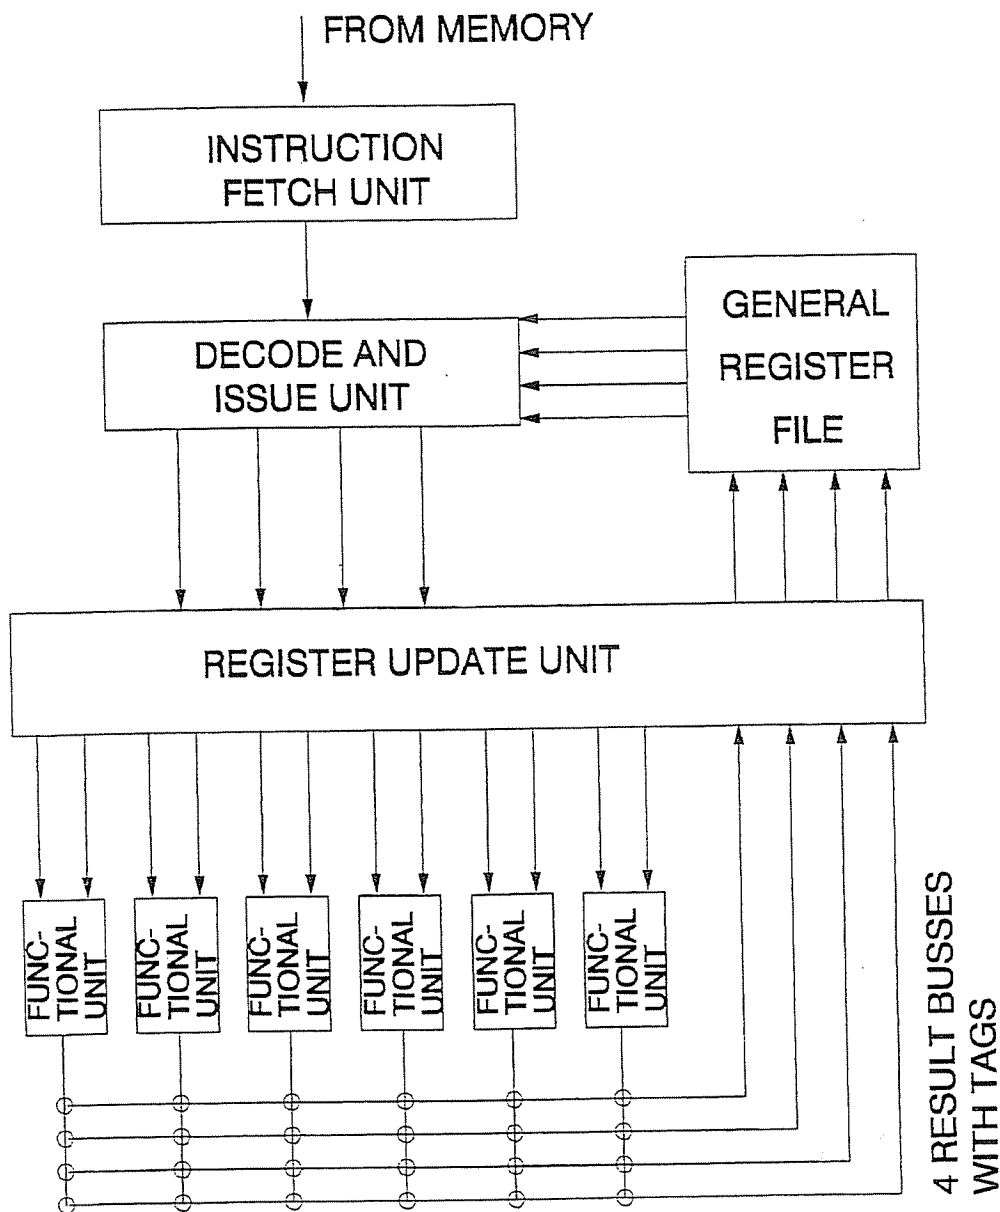 FROM MEMORY
INSTRUCTION
FETCH UNIT
DECODE AND
ISSUE UNIT
GENERAL
REGISTER
FILE
REGISTER UPDATE UNIT
FUNC-
TIONAL
UNIT
FUNC-
TIONAL
UNIT
FUNC-
TIONAL
UNIT
FUNC-
TIONAL
UNIT
FUNC-
TIONAL
UNIT
FUNC-
TIONAL
UNIT
4 RESULT BUSSES
WITH TAGS